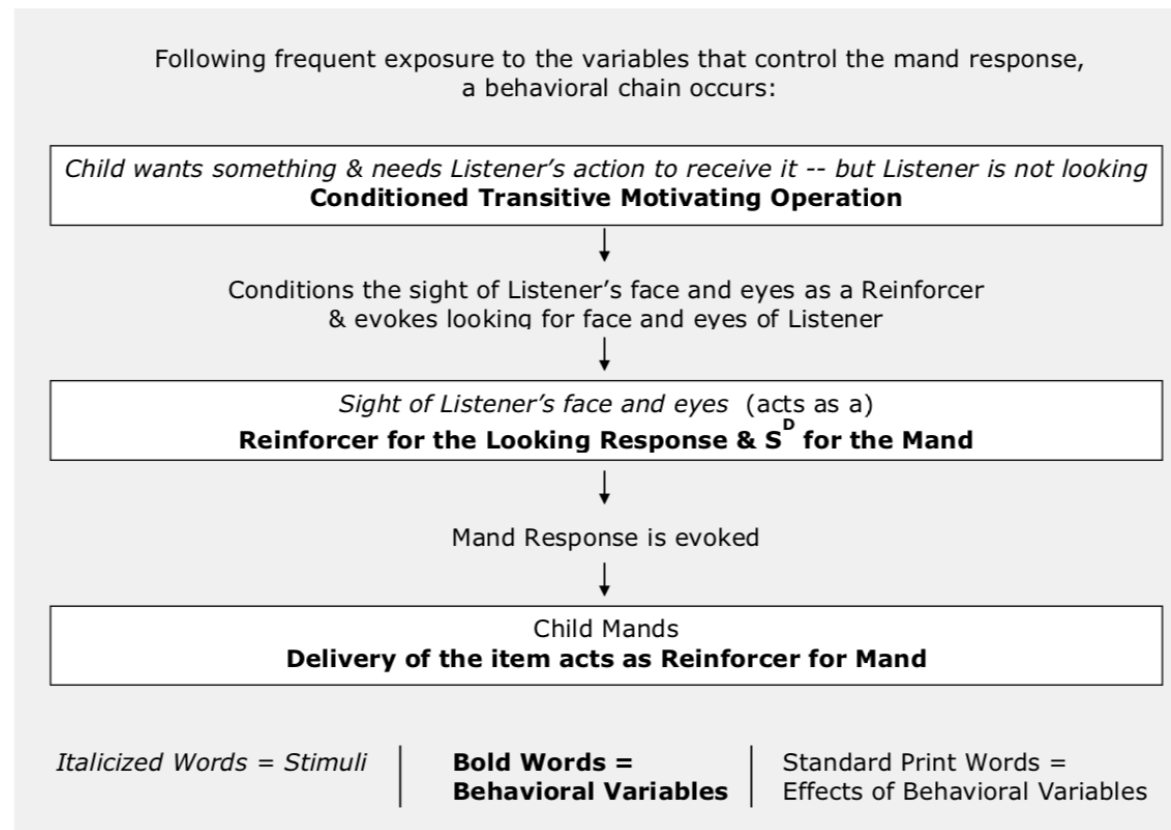 Following frequent exposure to the variables that control the mand response,
a behavioral chain occurs:
Child wants something & needs Listener's action to receive it -- but Listener is not looking
Conditioned Transitive Motivating Operation
Conditions the sight of Listener's face and eyes as a Reinforcer
& evokes looking for face and eyes of Listener
Sight of Listener's face and eyes (acts as a)
Reinforcer for the Looking Response & S^D for the Mand
Mand Response is evoked
Child Mands
Delivery of the item acts as Reinforcer for Mand
Italicized Words = Stimuli
Bold Words =
Behavioral Variables
Standard Print Words =
Effects of Behavioral Variables